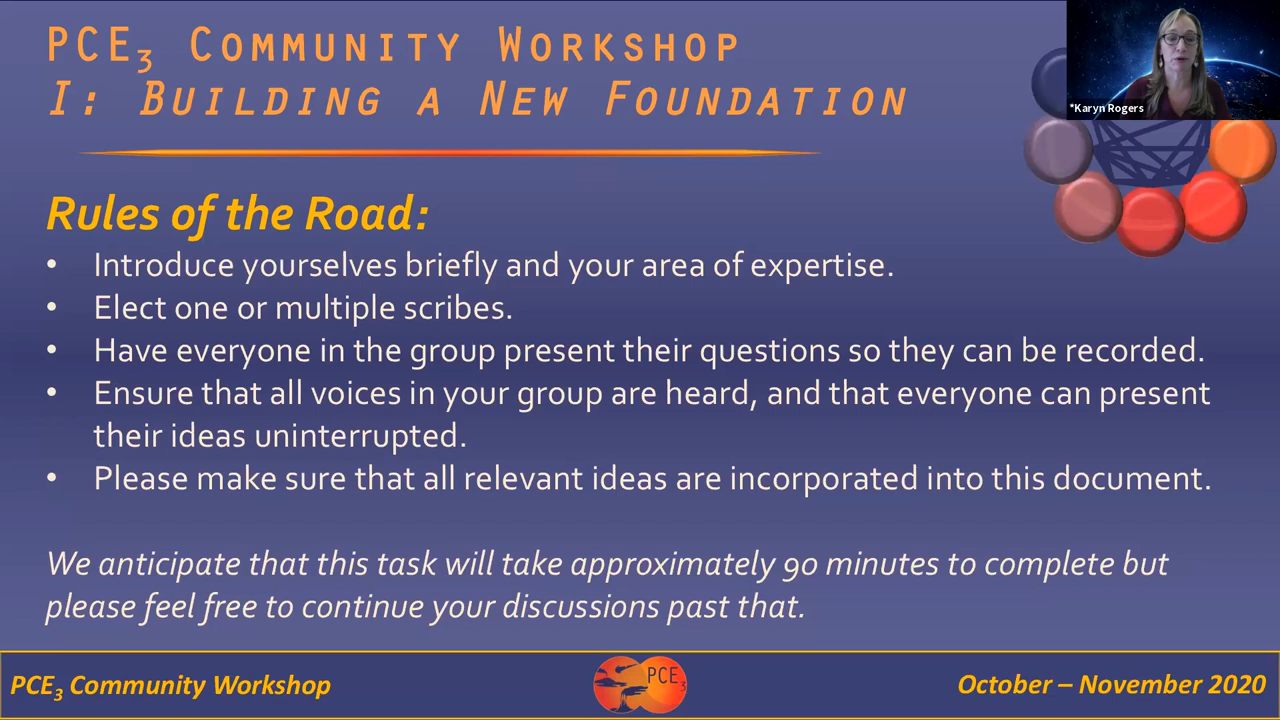 PCE3 Community Workshop
I: Building a New Foundation
*Karyn Rogers
Rules of the Road:
• Introduce yourselves briefly and your area of expertise.
• Elect one or multiple scribes.
• Have everyone in the group present their questions so they can be recorded.
• Ensure that all voices in your group are heard, and that everyone can present
their ideas uninterrupted.
• Please make sure that all relevant ideas are incorporated into this document.
We anticipate that this task will take approximately 90 minutes to complete but
please feel free to continue your discussions past that.
PCE3 Community Workshop
PCE3
October – November 2020